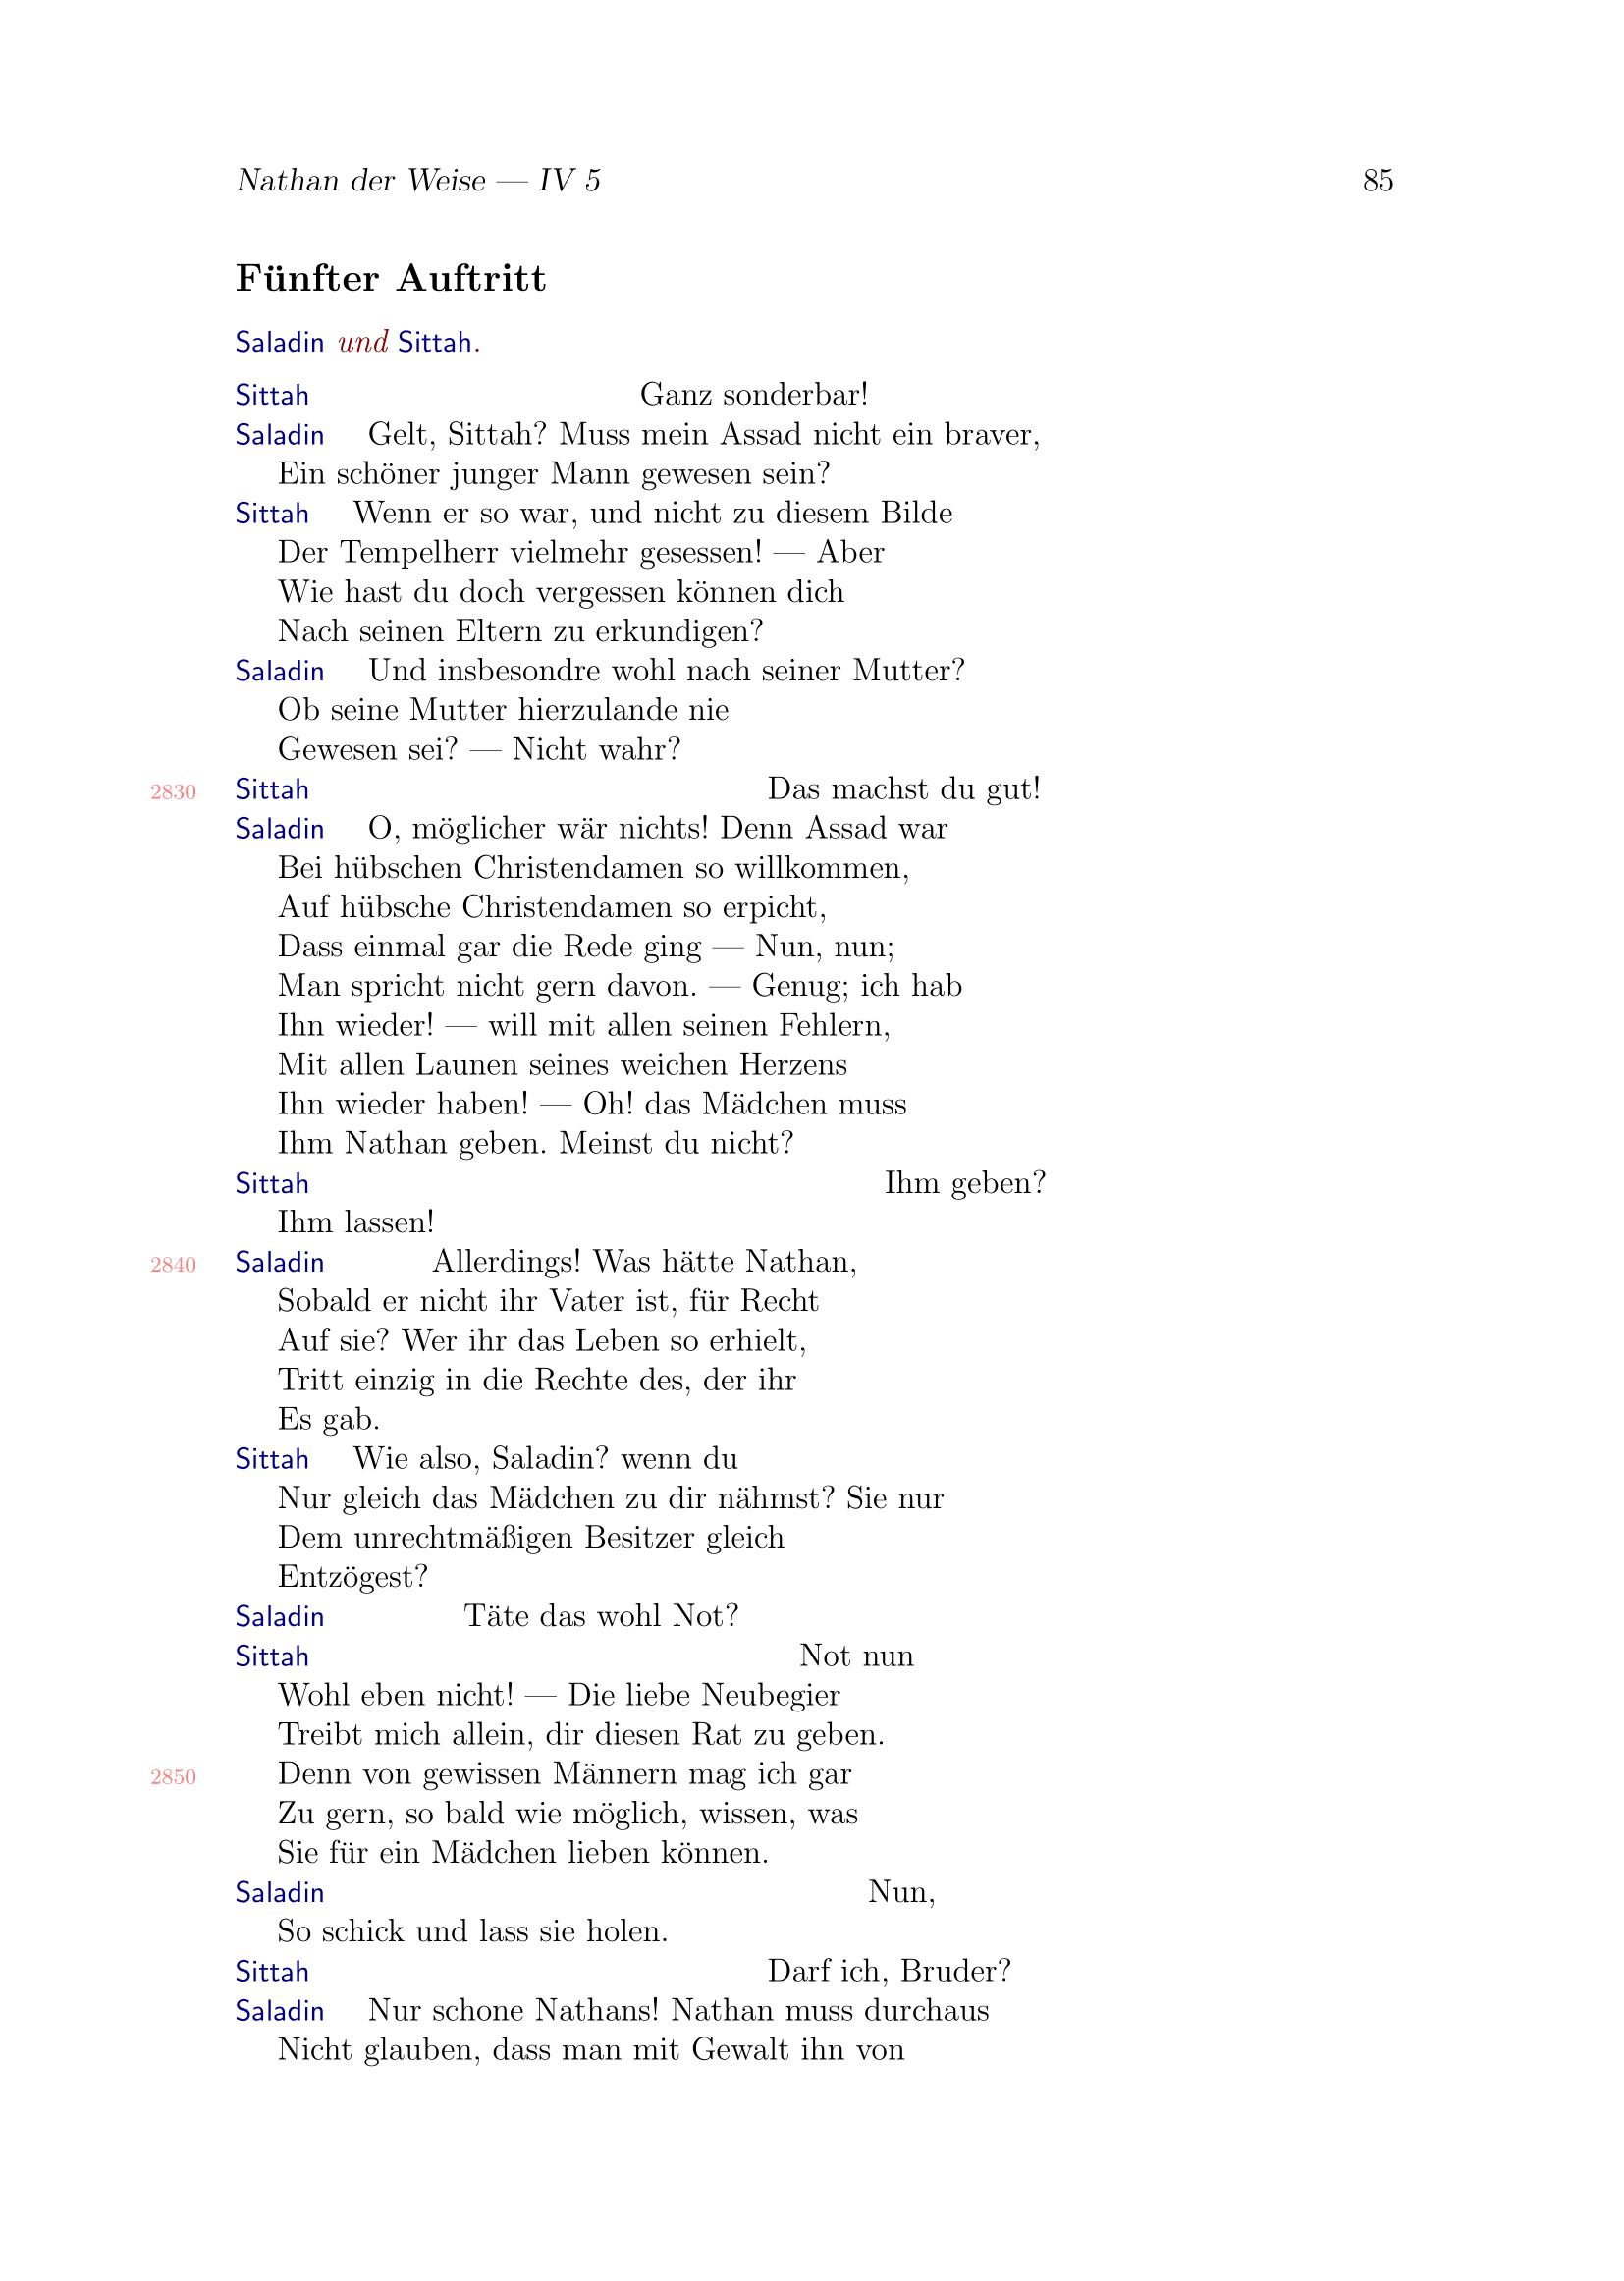 Nathan der Weise — IV 5 85
Fünfter Auftritt
Saladin und Sittah.
Sittah Ganz sonderbar!
Saladin Gelt, Sittah? Muss mein Assad nicht ein braver,
Ein schöner junger Mann gewesen sein?
Sittah Wenn er so war, und nicht zu diesem Bilde
Der Tempelherr vielmehr gesessen! — Aber
Wie hast du doch vergessen können dich
Nach seinen Eltern zu erkundigen?
Saladin Und insbesondre wohl nach seiner Mutter?
Ob seine Mutter hierzulande nie
Gewesen sei? — Nicht wahr?
2830 Sittah Das machst du gut!
Saladin O, möglicher wär nichts! Denn Assad war
Bei hübschen Christendamen so willkommen,
Auf hübsche Christendamen so erpicht,
Dass einmal gar die Rede ging — Nun, nun;
Man spricht nicht gern davon. — Genug; ich hab
Ihn wieder! — will mit allen seinen Fehlern,
Mit allen Launen seines weichen Herzens
Ihn wieder haben! — Oh! das Mädchen muss
Ihm Nathan geben. Meinst du nicht?
Sittah Ihm geben?
Ihm lassen!
2840 Saladin Allerdings! Was hätte Nathan,
Sobald er nicht ihr Vater ist, für Recht
Auf sie? Wer ihr das Leben so erhielt,
Tritt einzig in die Rechte des, der ihr
Es gab.
Sittah Wie also, Saladin? wenn du
Nur gleich das Mädchen zu dir nähmst? Sie nur
Dem unrechtmäßigen Besitzer gleich
Entzögest?
Saladin Täte das wohl Not?
Sittah Not nun
Wohl eben nicht! — Die liebe Neubegier
Treibt mich allein, dir diesen Rat zu geben.
2850 Denn von gewissen Männern mag ich gar
Zu gern, so bald wie möglich, wissen, was
Sie für ein Mädchen lieben können.
Saladin Nun,
So schick und lass sie holen.
Sittah Darf ich, Bruder?
Saladin Nur schone Nathans! Nathan muss durchaus
Nicht glauben, dass man mit Gewalt ihn von